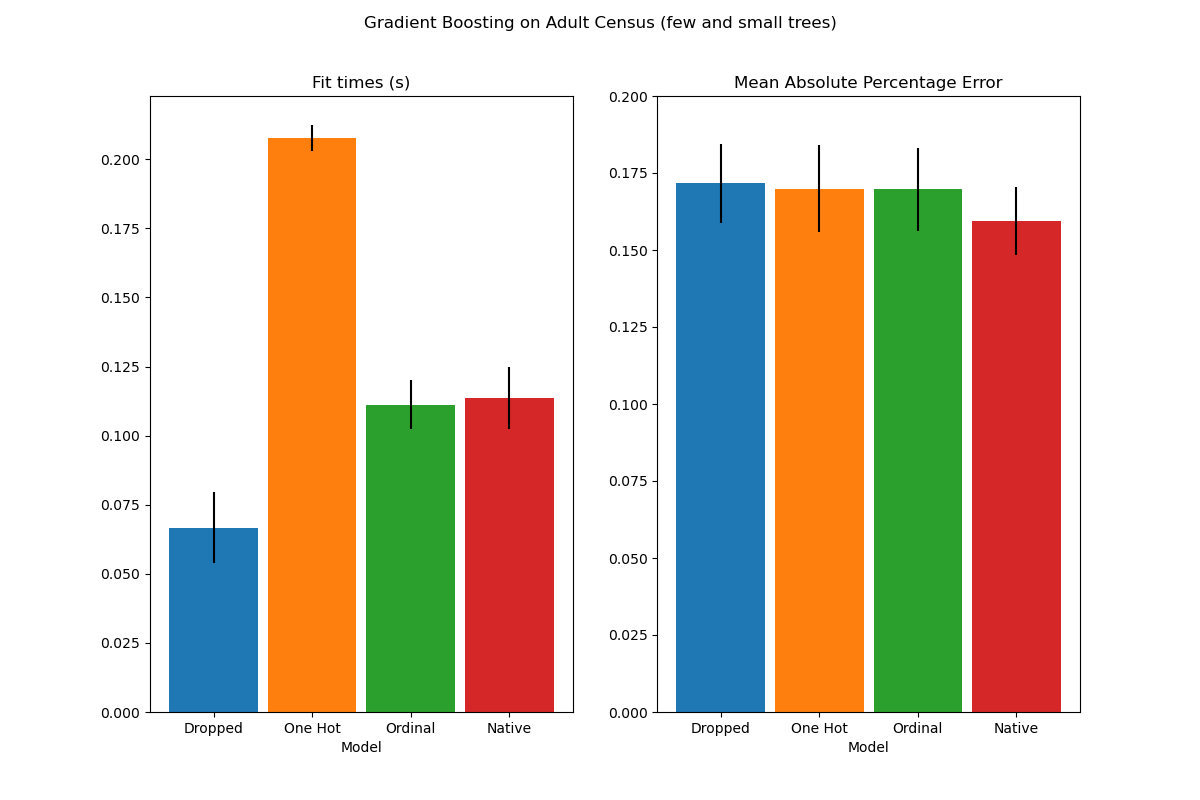 Gradient Boosting on Adult Census (few and small trees)
Fit times (s)
0.200
0.175
0.150
0.125
0.100
0.075
0.050
0.025
0.000
Dropped One Hot Ordinal Native
Model
Mean Absolute Percentage Error
0.200
0.175
0.150
0.125
0.100
0.075
0.050
0.025
0.000
Dropped One Hot Ordinal Native
Model